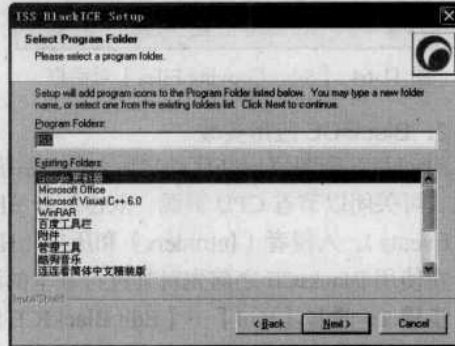 ISS BlackICE Setup
Select Program Folder
Please select a program folder.
Setup will add program icons to the Program Folder listed below. You may type a new folder
name, or select one from the existing folders list. Click Next to continue.
Program Folders:
ISS
Existing Folders:
Microsoft Office
Microsoft Visual C++ 6.0
WinRAR
百度工具栏
附件
管理工具
酷狗音乐
连连看简体中文精装版
InstallShield
< Back
Next >
Cancel